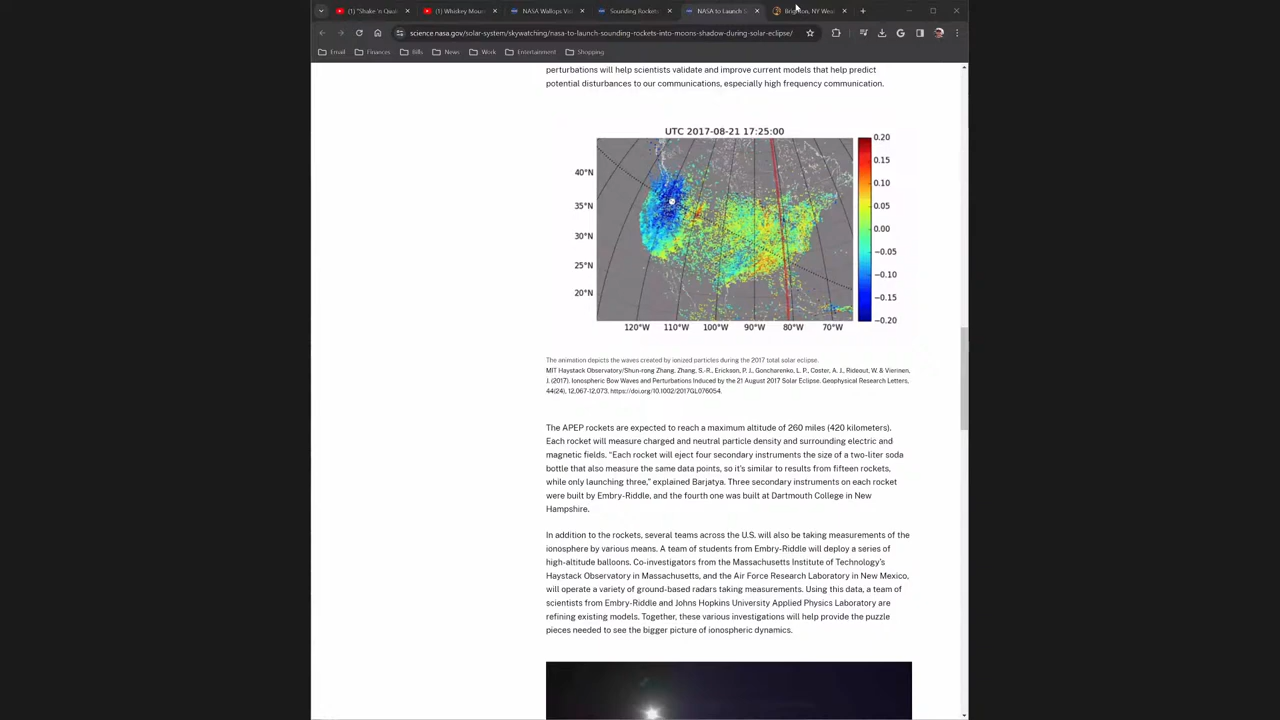 (1) "Shake 'n Qua
(1) Whiskey Mou
NASA Wallops Vis
Sounding Rockets
NASA to Launch S
Brighton, NY Wea
science.nasa.gov/solar-system/skywatching/nasa-to-launch-sounding-rockets-into-moons-shadow-during-solar-eclipse/
Email Finances Bills News Work Entertainment Shopping
perturbations will help scientists validate and improve current models that help predict
potential disturbances to our communications, especially high frequency communication.
UTC 2017-08-21 17:25:00
40°N
35°N
30°N
25°N
20°N
120°W 110°W 100°W 90°W 80°W 70°W
0.20
0.15
0.10
0.05
0.00
−0.05
−0.10
−0.15
−0.20
The animation depicts the waves created by ionized particles during the 2017 total solar eclipse.
MIT Haystack Observatory/Shun-rong Zhang. Zhang, S.-R., Erickson, P. J., Goncharenko, L. P., Coster, A. J., Rideout, W. & Vierinen,
J. (2017). Ionospheric Bow Waves and Perturbations Induced by the 21 August 2017 Solar Eclipse. Geophysical Research Letters,
44(24), 12,067-12,073. https://doi.org/10.1002/2017GL076054.
The APEP rockets are expected to reach a maximum altitude of 260 miles (420 kilometers).
Each rocket will measure charged and neutral particle density and surrounding electric and
magnetic fields. “Each rocket will eject four secondary instruments the size of a two-liter soda
bottle that also measure the same data points, so it's similar to results from fifteen rockets,
while only launching three,” explained Barjatya. Three secondary instruments on each rocket
were built by Embry-Riddle, and the fourth one was built at Dartmouth College in New
Hampshire.
In addition to the rockets, several teams across the U.S. will also be taking measurements of the
ionosphere by various means. A team of students from Embry-Riddle will deploy a series of
high-altitude balloons. Co-investigators from the Massachusetts Institute of Technology's
Haystack Observatory in Massachusetts, and the Air Force Research Laboratory in New Mexico,
will operate a variety of ground-based radars taking measurements. Using this data, a team of
scientists from Embry-Riddle and Johns Hopkins University Applied Physics Laboratory are
refining existing models. Together, these various investigations will help provide the puzzle
pieces needed to see the bigger picture of ionospheric dynamics.